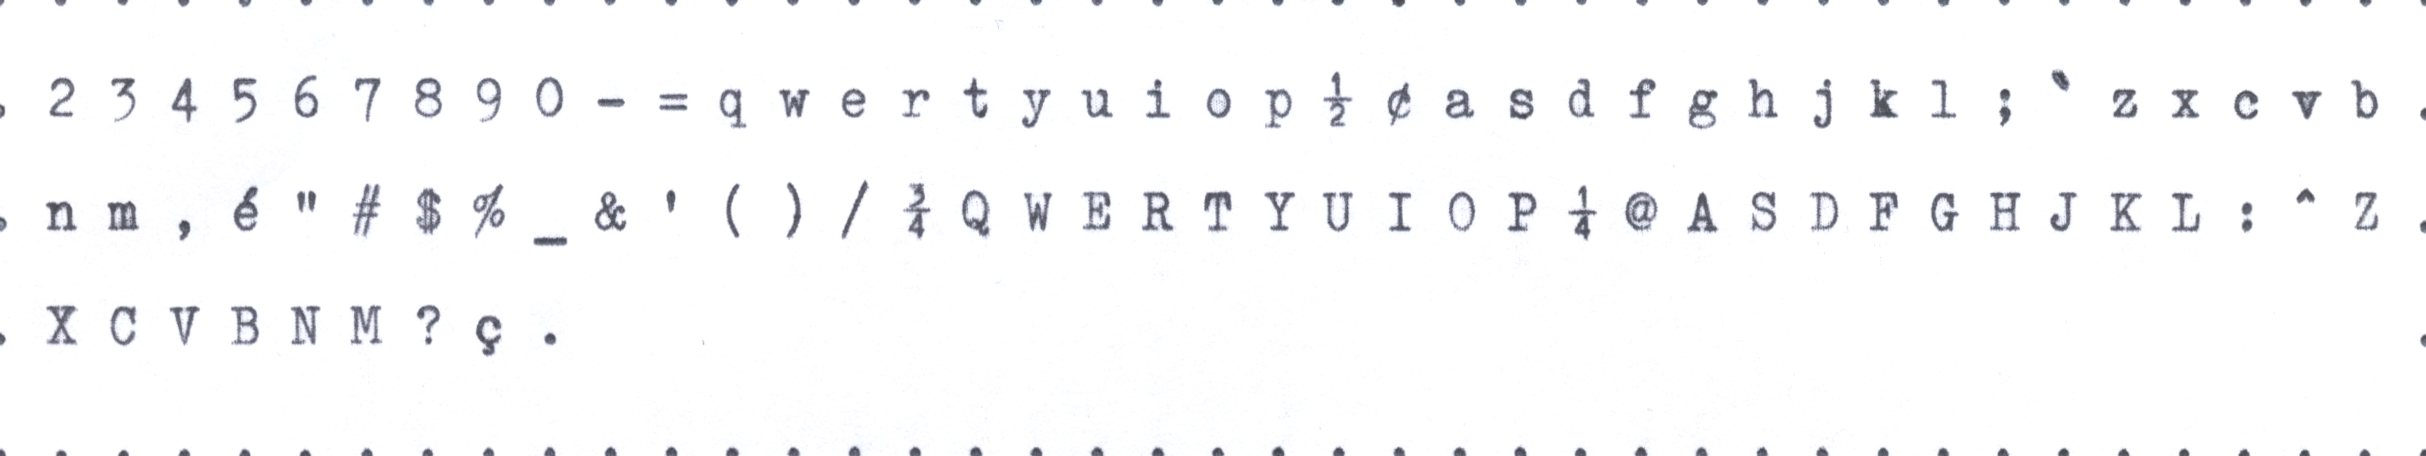 . 2 3 4 5 6 7 8 9 0 - = q w e r t y u i o p ½ ¢ a s d f g h j k l ; ` z x c v b .
. n m , é " # $ % _ & ' ( ) / ¾ Q W E R T Y U I O P ¼ @ A S D F G H J K L : ^ Z .
. X C V B N M ? ç . .